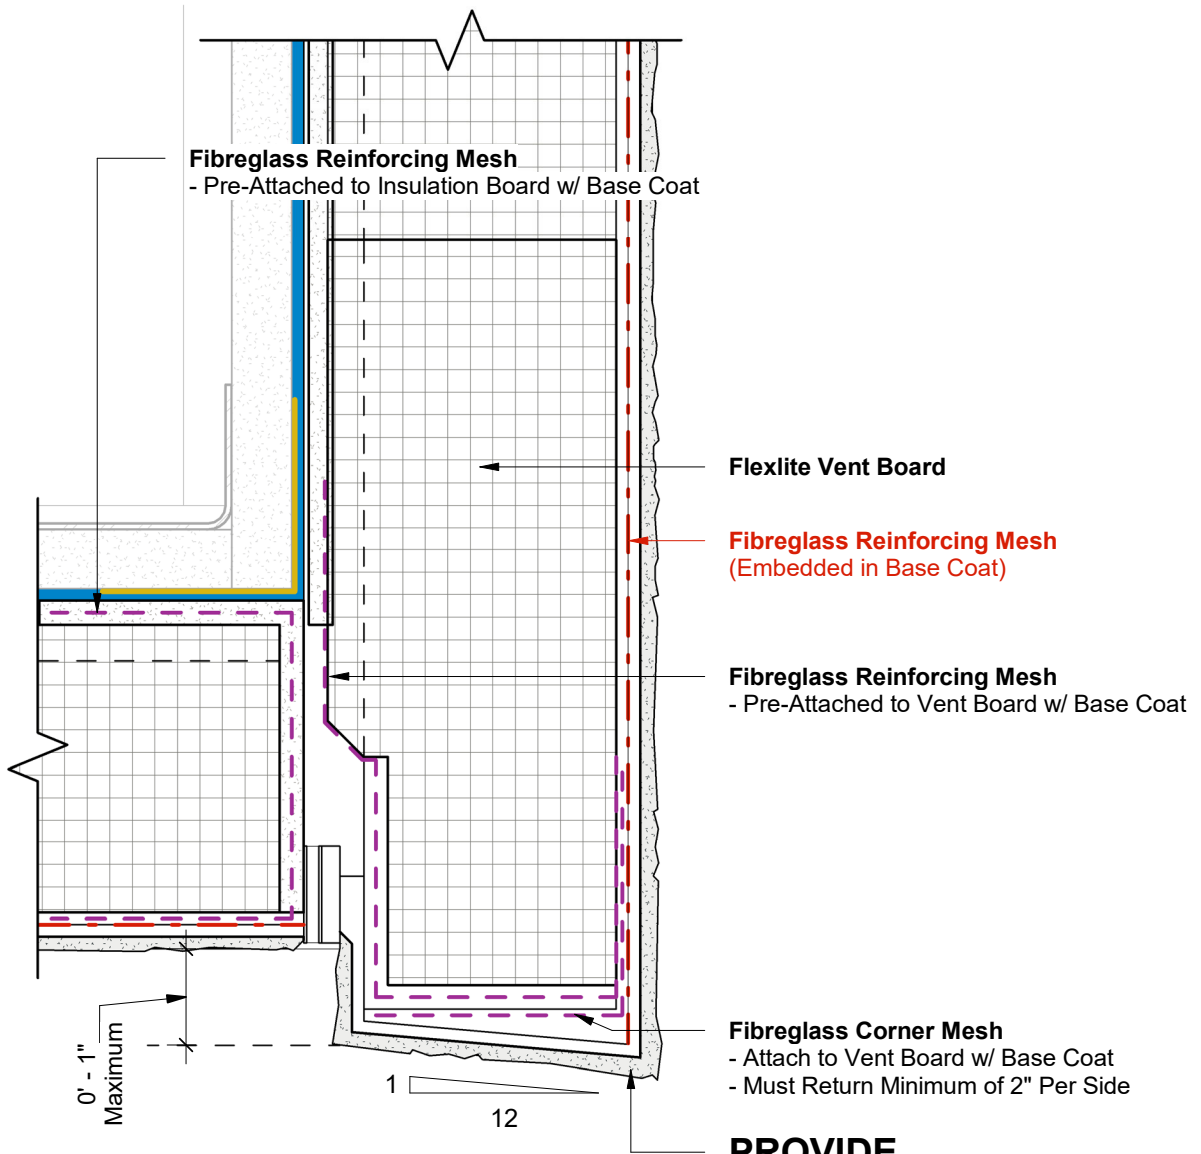 Fibreglass Reinforcing Mesh
- Pre-Attached to Insulation Board w/ Base Coat
Flexlite Vent Board
Fibreglass Reinforcing Mesh
(Embedded in Base Coat)
Fibreglass Reinforcing Mesh
- Pre-Attached to Vent Board w/ Base Coat
Fibreglass Corner Mesh
- Attach to Vent Board w/ Base Coat
- Must Return Minimum of 2" Per Side
0' - 1"
Maximum
1
12
PROVIDE